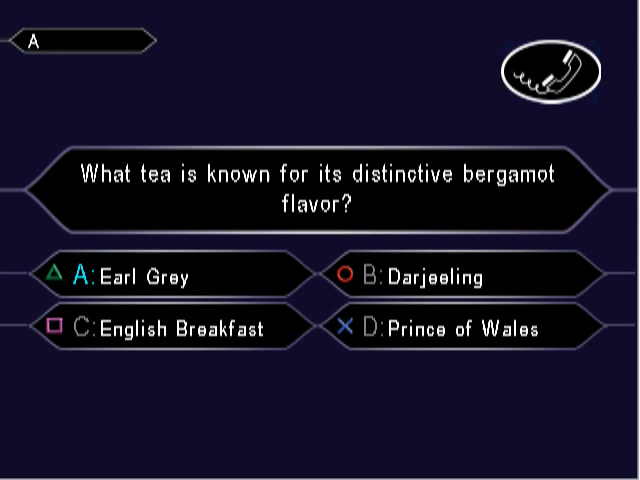 A
What tea is known for its distinctive bergamot
flavor?
A: Earl Grey
B: Darjeeling
C: English Breakfast
D: Prince of Wales